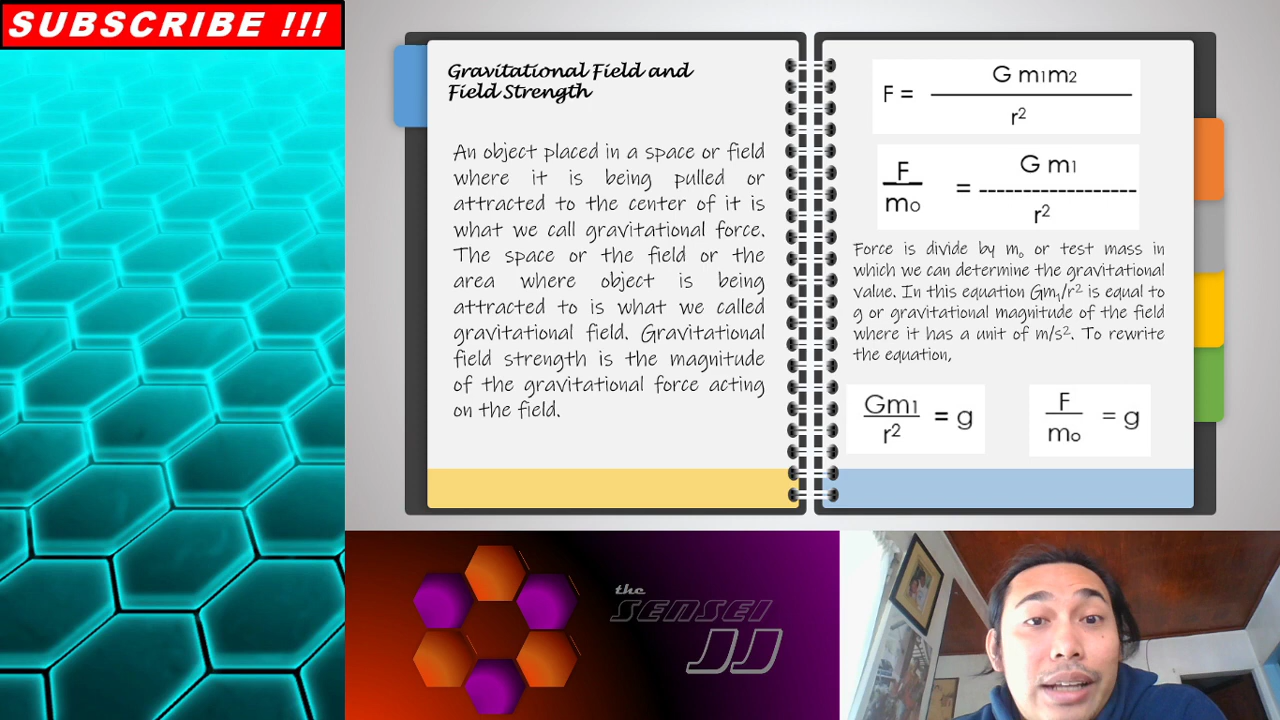 SUBSCRIBE !!!
Gravitational Field and
Field Strength
An object placed in a space or field
where it is being pulled or
attracted to the center of it is
what we call gravitational force.
The space or the field or the
area where object is being
attracted to is what we called
gravitational field. Gravitational
field strength is the magnitude
of the gravitational force acting
on the field.
F = G m1m2
r²
F = G m1
mo r²
Force is divide by m₀ or test mass in
which we can determine the gravitational
value. In this equation Gm₁/r² is equal to
g or gravitational magnitude of the field
where it has a unit of m/s². To rewrite
the equation,
Gm1 = g
r²
F = g
mo
the
SENSEI
JJ